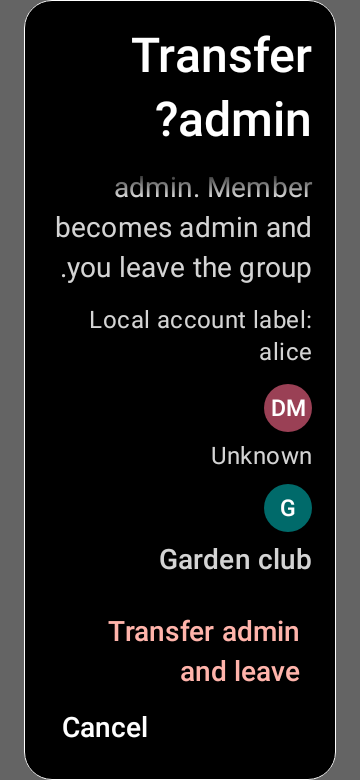 Transfer
?admin
admin. Member
becomes admin and
.you leave the group
Local account label:
alice
DM
Unknown
G
Garden club
Transfer admin
and leave
Cancel